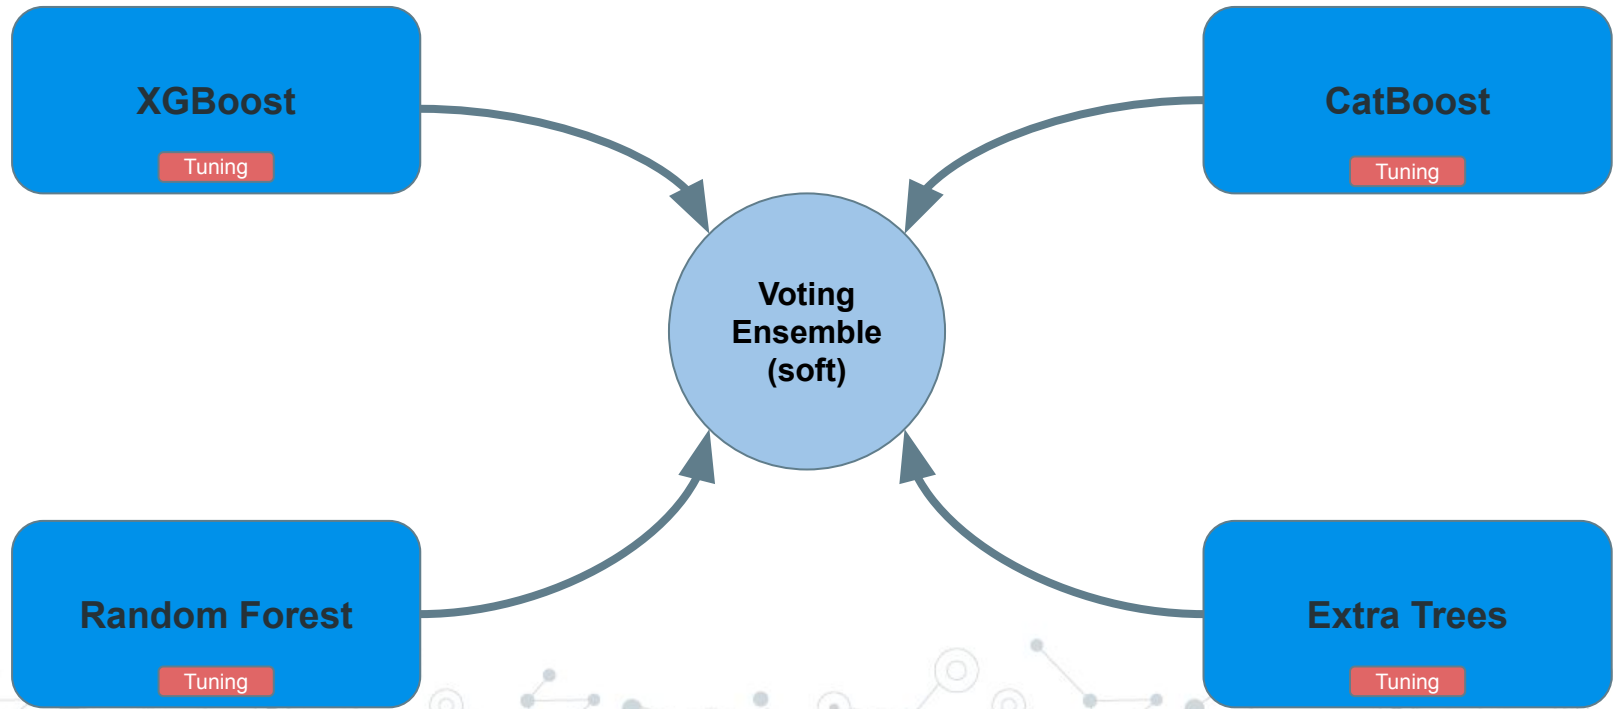 XGBoost
Tuning
CatBoost
Tuning
Voting
Ensemble
(soft)
Random Forest
Tuning
Extra Trees
Tuning